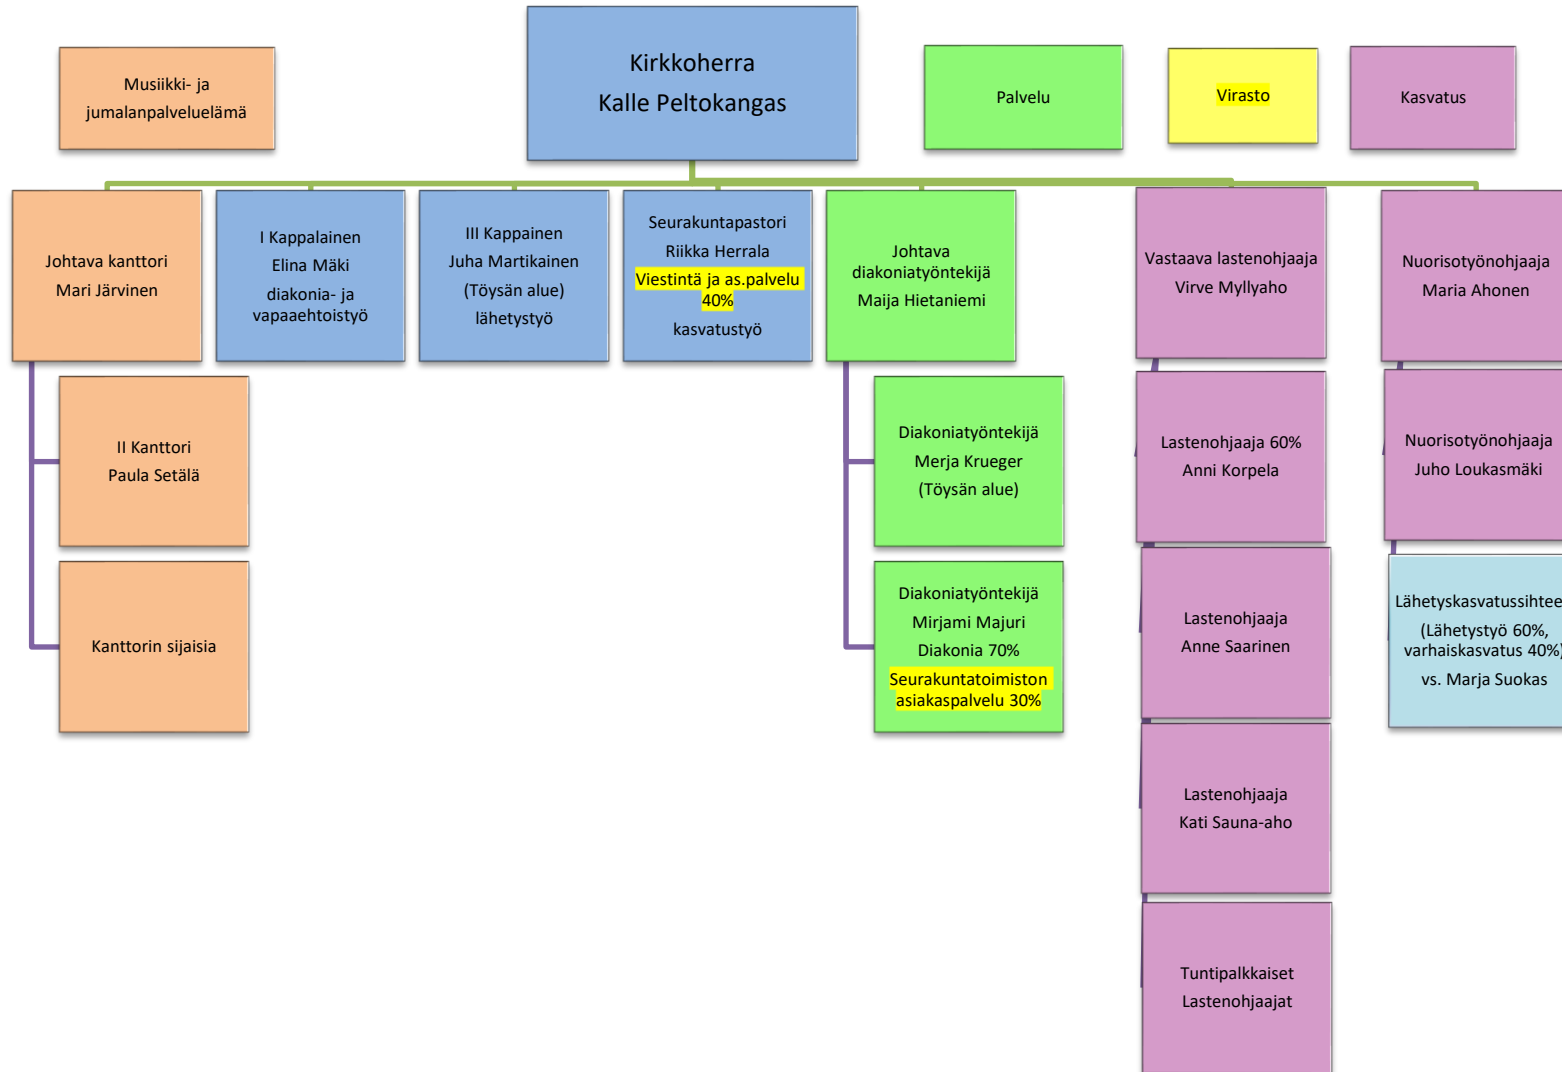 Musiikki- ja
jumalanpalveluelämä
Kirkkoherra
Kalle Peltokangas
Palvelu
Virasto
Kasvatus
Johtava kanttori
Mari Järvinen
I Kappalainen
Elina Mäki
diakonia- ja
vapaaehtoistyö
III Kappainen
Juha Martikainen
(Töysän alue)
lähetystyö
Seurakuntapastori
Riikka Herrala
Viestintä ja as.palvelu
40%
kasvatustyö
Johtava
diakoniatyöntekijä
Maija Hietaniemi
Vastaava lastenohjaaja
Virve Myllyaho
Nuorisotyönohjaaja
Maria Ahonen
II Kanttori
Paula Setälä
Diakoniatyöntekijä
Merja Krueger
(Töysän alue)
Lastenohjaaja 60%
Anni Korpela
Nuorisotyönohjaaja
Juho Loukasmäki
Kanttorin sijaisia
Diakoniatyöntekijä
Mirjami Majuri
Diakonia 70%
Seurakuntatoimiston
asiakaspalvelu 30%
Lastenohjaaja
Anne Saarinen
Lähetyskasvatussihtee
(Lähetystyö 60%,
varhaiskasvatus 40%)
vs. Marja Suokas
Lastenohjaaja
Kati Sauna-aho
Tuntipalkkaiset
Lastenohjaajat